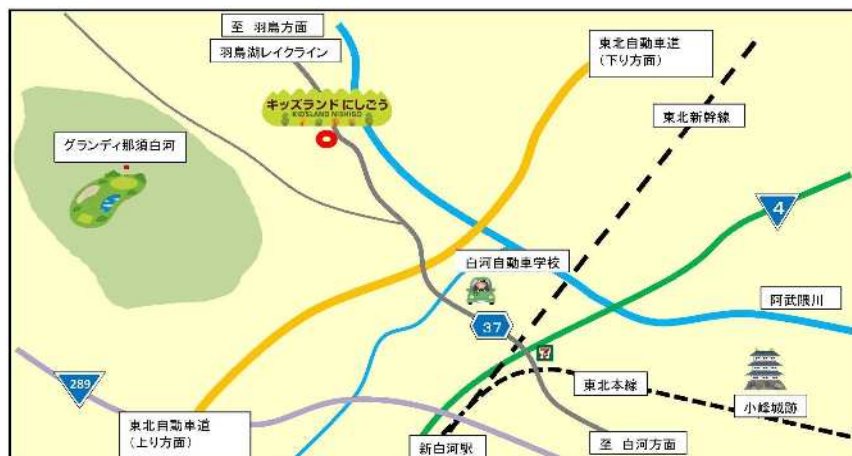 至 羽鳥方面
羽鳥湖レイクライン
キッズランド にしごう
KIDSLAND NISHIGO
東北自動車道
（下り方面）
東北新幹線
グランディ那須白河
4
白河自動車学校
阿武隈川
37
7
289
東北本線
小峰城跡
東北自動車道
（上り方面）
新白河駅
至 白河方面